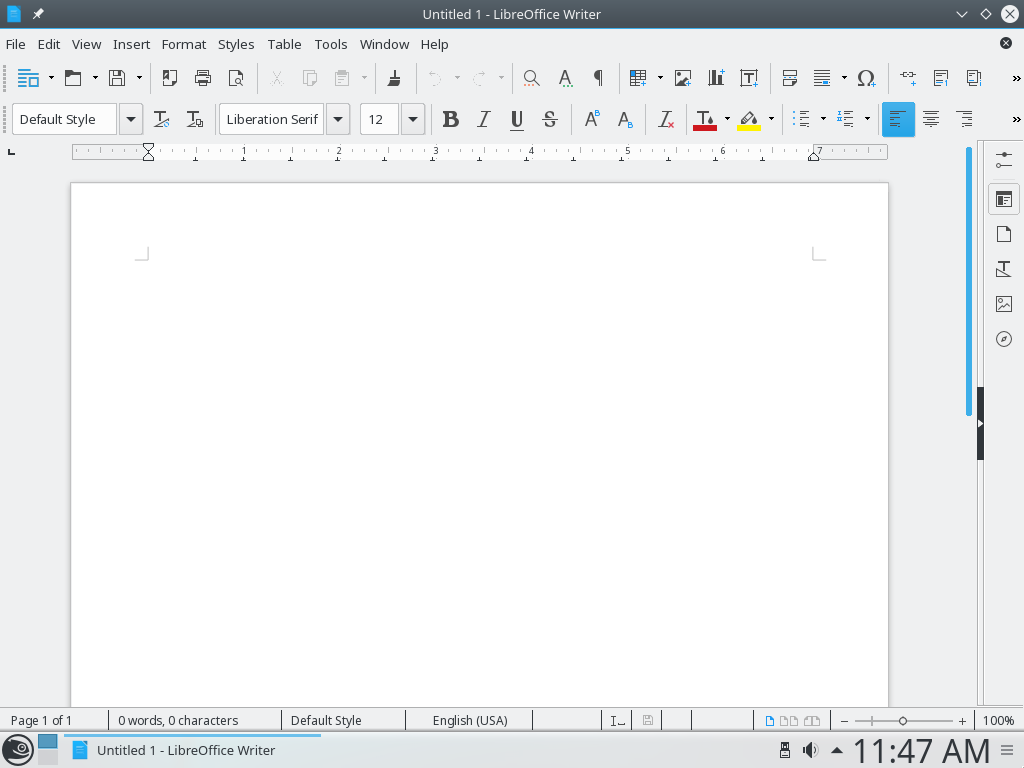 Untitled 1 - LibreOffice Writer
File Edit View Insert Format Styles Table Tools Window Help
Default Style Liberation Serif 12
1 2 3 4 5 6 7
Page 1 of 1 0 words, 0 characters Default Style English (USA) 100%
Untitled 1 - LibreOffice Writer 11:47 AM